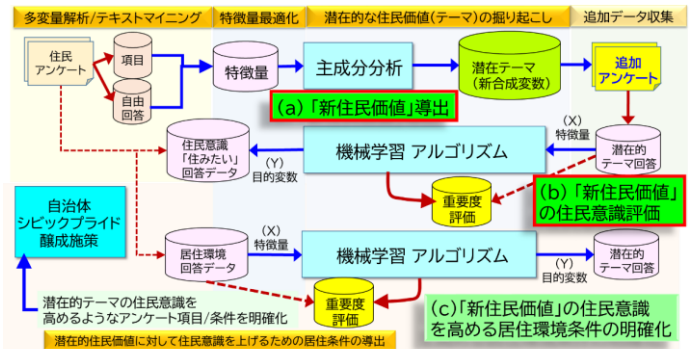 多変量解析/テキストマイニング
特徴量最適化
潜在的な住民価値(テーマ)の掘り起こし
追加データ収集
住民
アンケート
項目
自由
回答
特徴量
主成分分析
潜在テーマ
(新合成変数)
追加
アンケート
(a)「新住民価値」導出
住民意識
「住みたい」
回答データ
(Y)
目的変数
機械学習 アルゴリズム
(X)
特徴量
潜在的
テーマ回答
重要度
評価
(b)「新住民価値」
の住民意識評価
自治体
シビックプライド
醸成施策
居住環境
回答データ
(X)
特徴量
機械学習 アルゴリズム
(Y)
目的変数
潜在的
テーマ回答
重要度
評価
潜在的テーマの住民意識を
高めるようなアンケート項目/条件を明確化
(c)「新住民価値」の住民意識
を高める居住環境条件の明確化
潜在的住民価値に対して住民意識を上げるための居住条件の導出